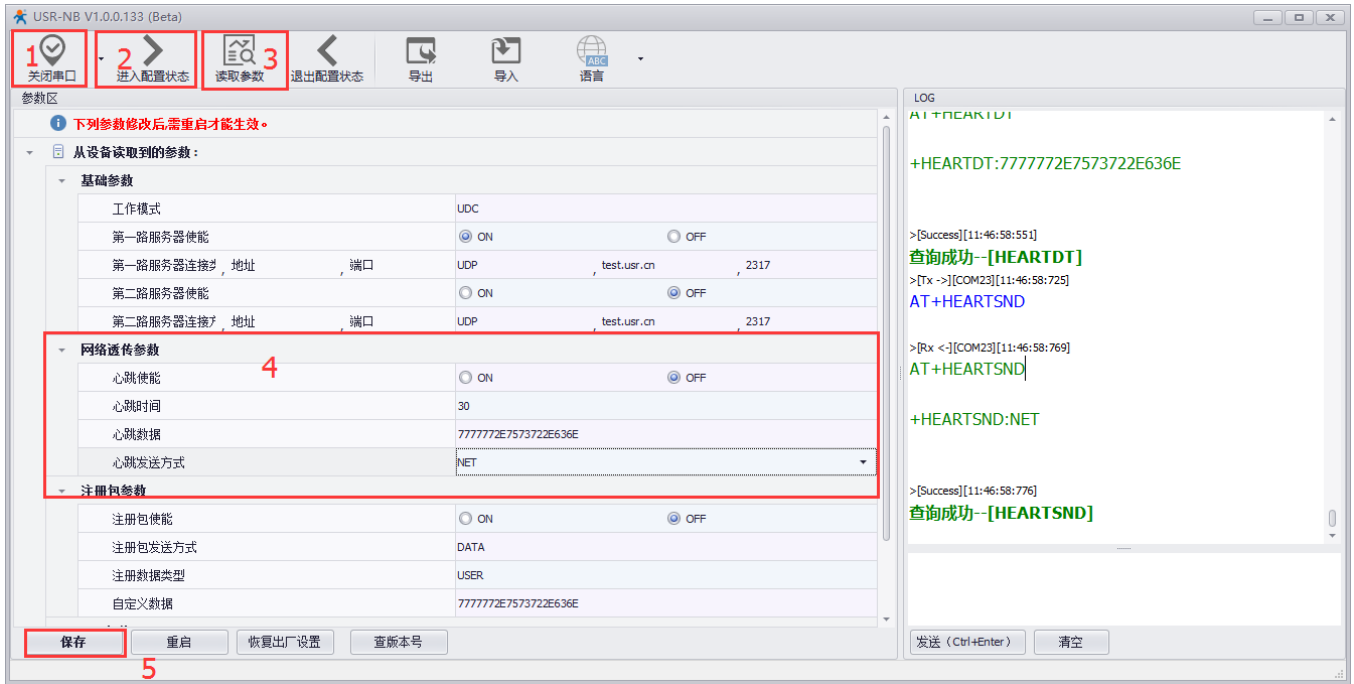 USR-NB V1.0.0.133 (Beta)
1 2 3
关闭串口 进入配置状态 读取参数 退出配置状态 导出 导入 ABC 语言
参数区
下列参数修改后,需重启才能生效。
从设备读取到的参数:
基础参数
工作模式 UDC
第一路服务器使能 ON OFF
第一路服务器连接 , 地址 , 端口 UDP , test.usr.cn , 2317
第二路服务器使能 ON OFF
第二路服务器连接 , 地址 , 端口 UDP , test.usr.cn , 2317
网络透传参数
4
心跳使能 ON OFF
心跳时间 30
心跳数据 7777772E7573722E636E
心跳发送方式 NET
注册包参数
注册包使能 ON OFF
注册包发送方式 DATA
注册数据类型 USER
自定义数据 7777772E7573722E636E
保存 重启 恢复出厂设置 查版本号
5
LOG
AT+HEARTDT
+HEARTDT:7777772E7573722E636E
>[Success][11:46:58:551]
查询成功--[HEARTDT]
>[Tx ->][COM23][11:46:58:725]
AT+HEARTSND
>[Rx <-][COM23][11:46:58:769]
AT+HEARTSND
+HEARTSND:NET
>[Success][11:46:58:776]
查询成功--[HEARTSND]
发送(Ctrl+Enter) 清空